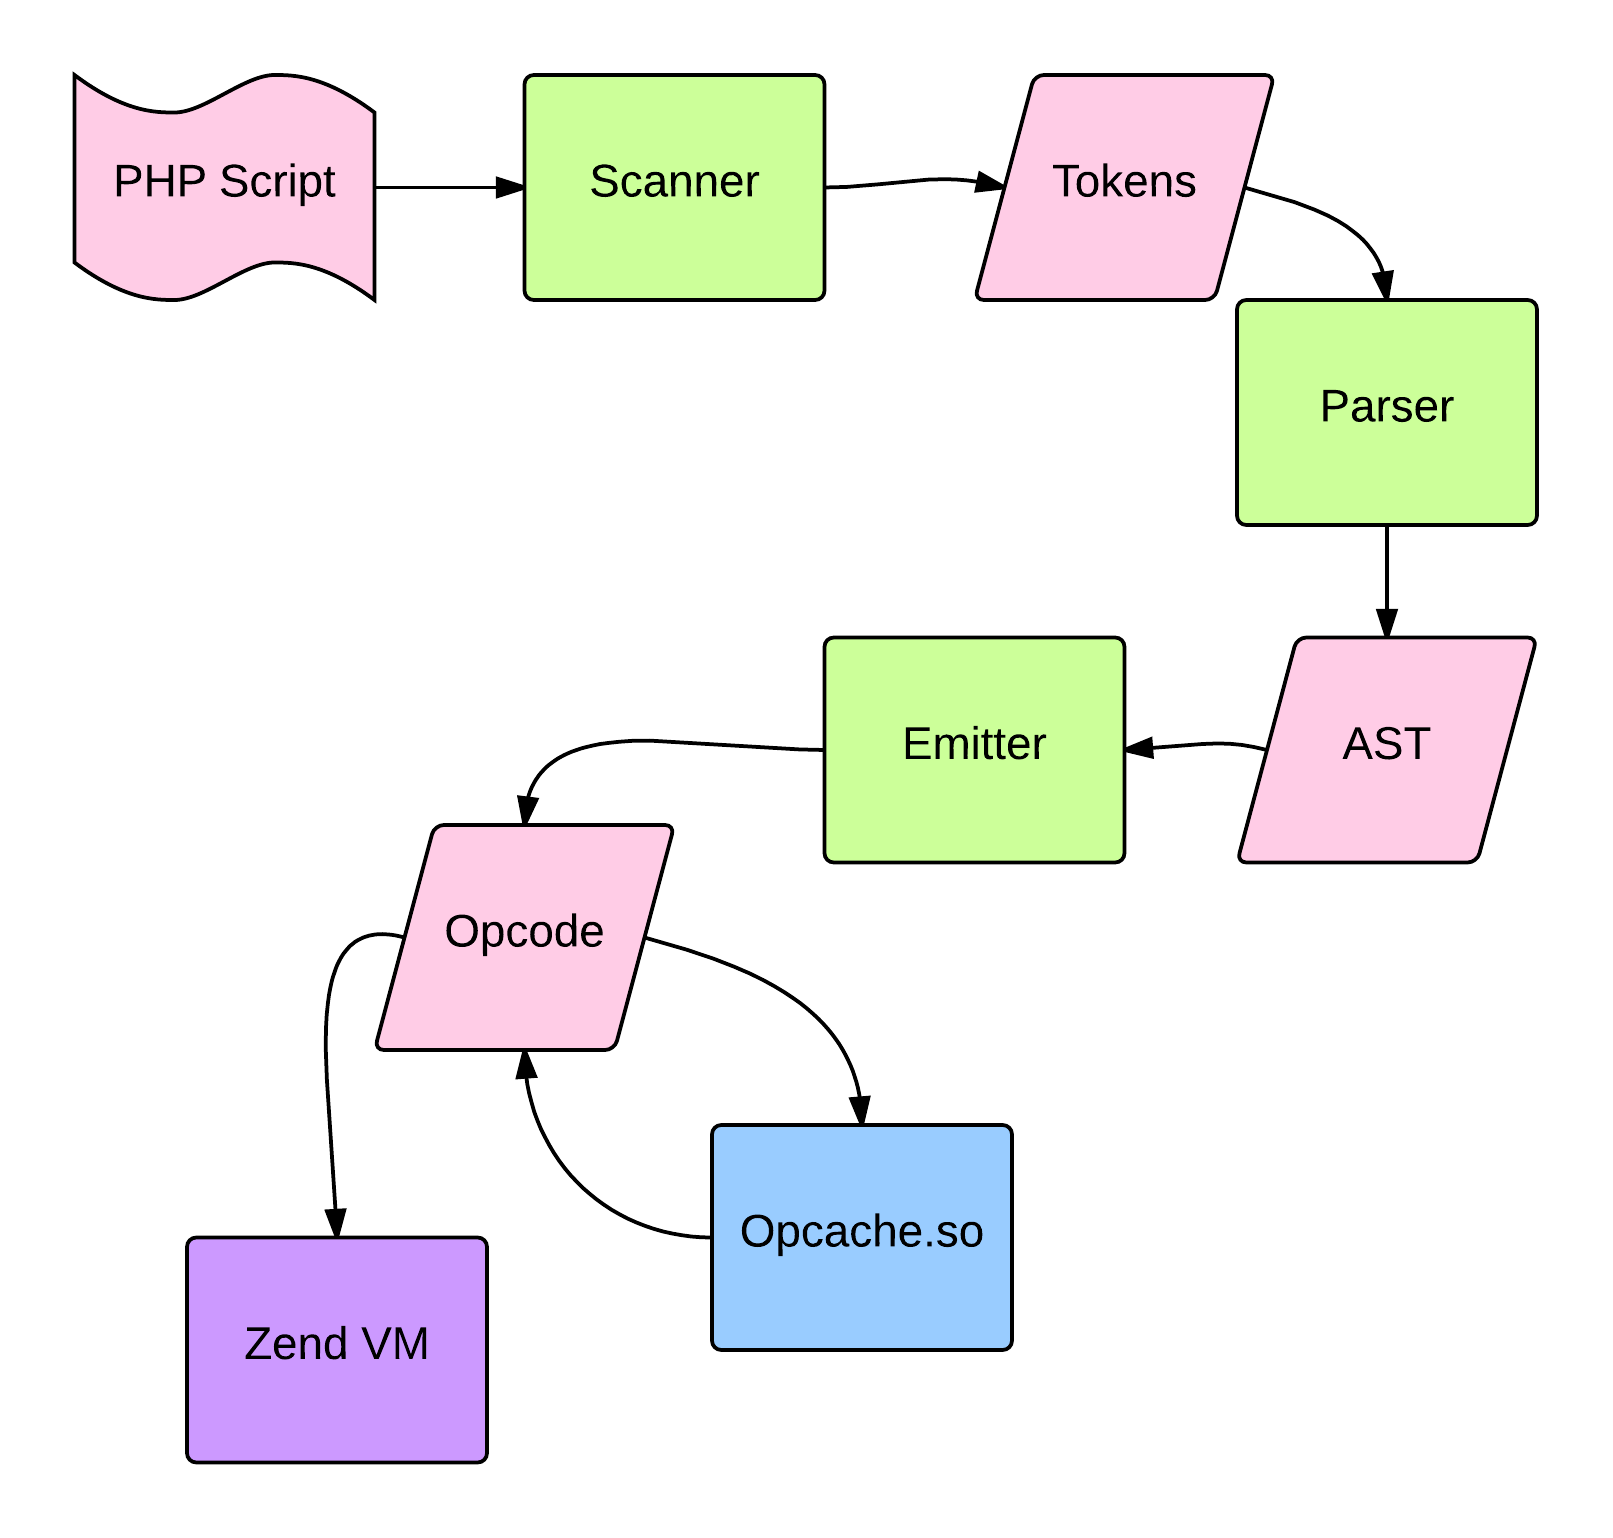 PHP Script
Scanner
Tokens
Parser
AST
Emitter
Opcode
Opcache.so
Zend VM